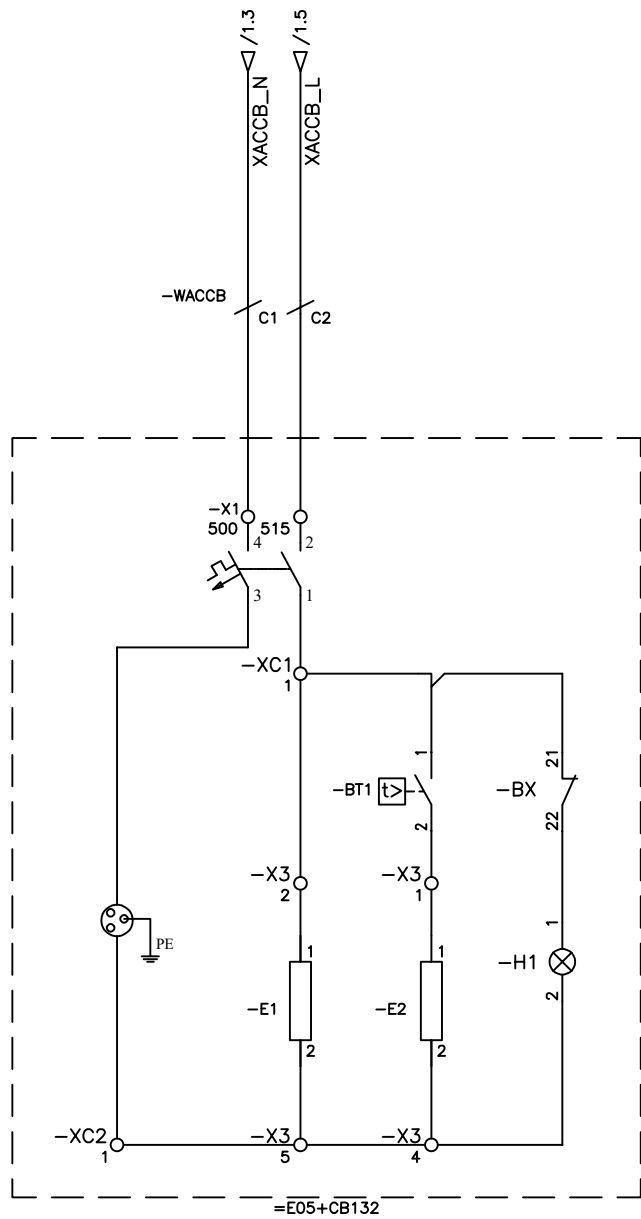 /1.3
/1.5
XACCB_N
XACCB_L
-WACCB
C1
C2
-X1
500
515
4
2
3
1
-XC1
1
1
21
-BT1
t>
-BX
2
22
-X3
2
-X3
1
1
PE
1
1
-H1
-E1
-E2
2
2
2
-XC2
1
-X3
5
-X3
4
=E05+CB132